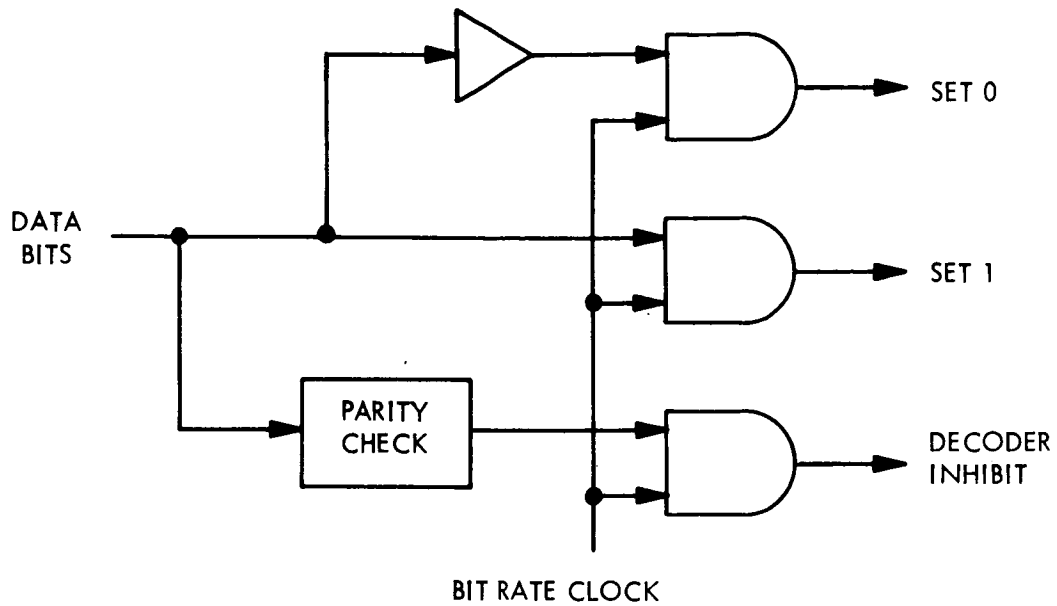 SET 0
DATA
BITS
SET 1
PARITY
CHECK
DECODER
INHIBIT
BIT RATE CLOCK